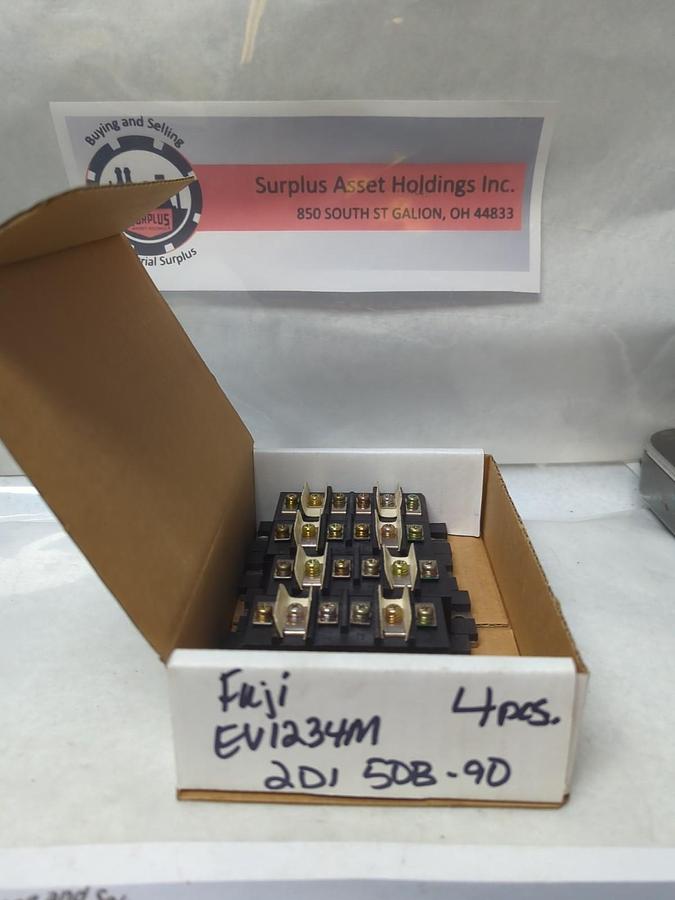 Buying and Selling
Surplus Asset Holdings Inc.
850 SOUTH ST GALION, OH 44833
SURPLUS
rial Surplus
Fuji
4pcs.
EV1234M
2DI 50B-90
and